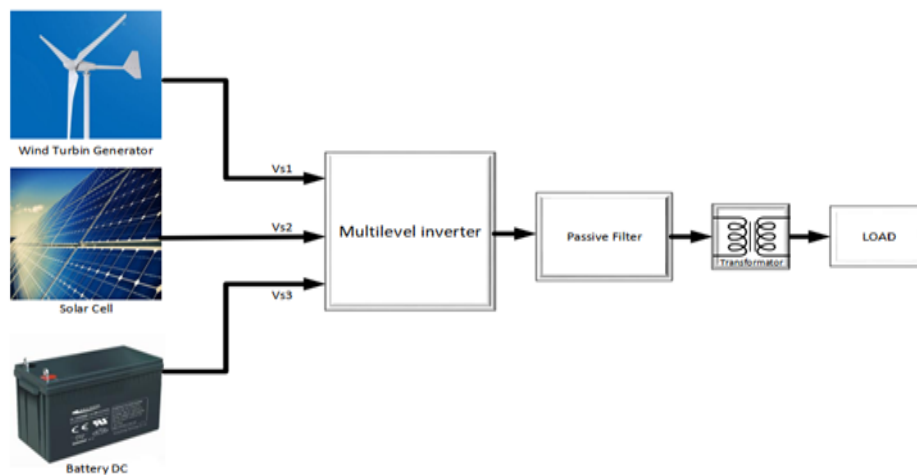 Wind Turbin Generator
Vs1
Solar Cell
Vs2
Battery DC
Vs3
Multilevel inverter
Passive Filter
Transformator
LOAD